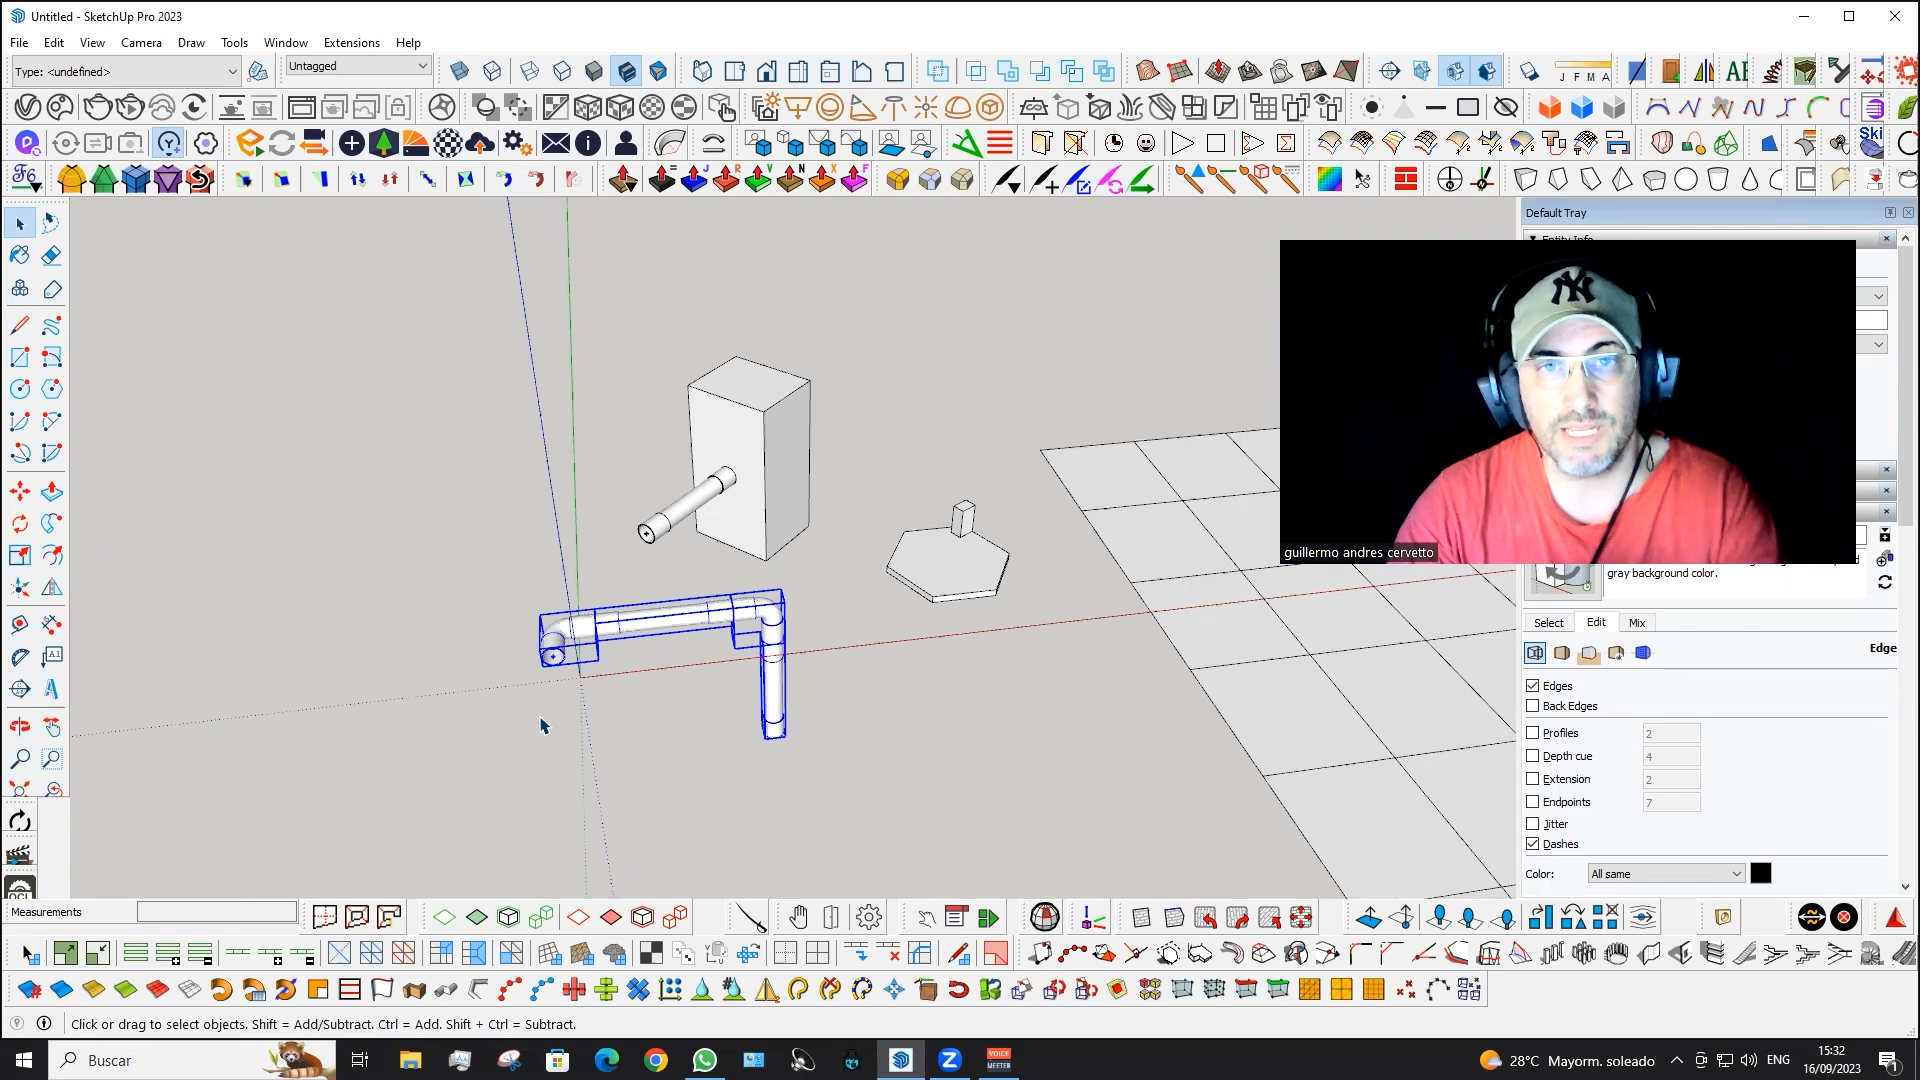 Untitled - SketchUp Pro 2023
File Edit View Camera Draw Tools Window Extensions Help
Type: <undefined>
Untagged
J F M A
Ski
Default Tray
guillermo andres cervetto
gray background color.
Select Edit Mix
Edge
Edges
Back Edges
Profiles 2
Depth cue 4
Extension 2
Endpoints 7
Jitter
Dashes
Color: All same
Measurements
Click or drag to select objects. Shift = Add/Subtract. Ctrl = Add. Shift + Ctrl = Subtract.
Buscar
VOICE MEETER
28°C Mayorm. soleado
ENG
15:32
16/09/2023